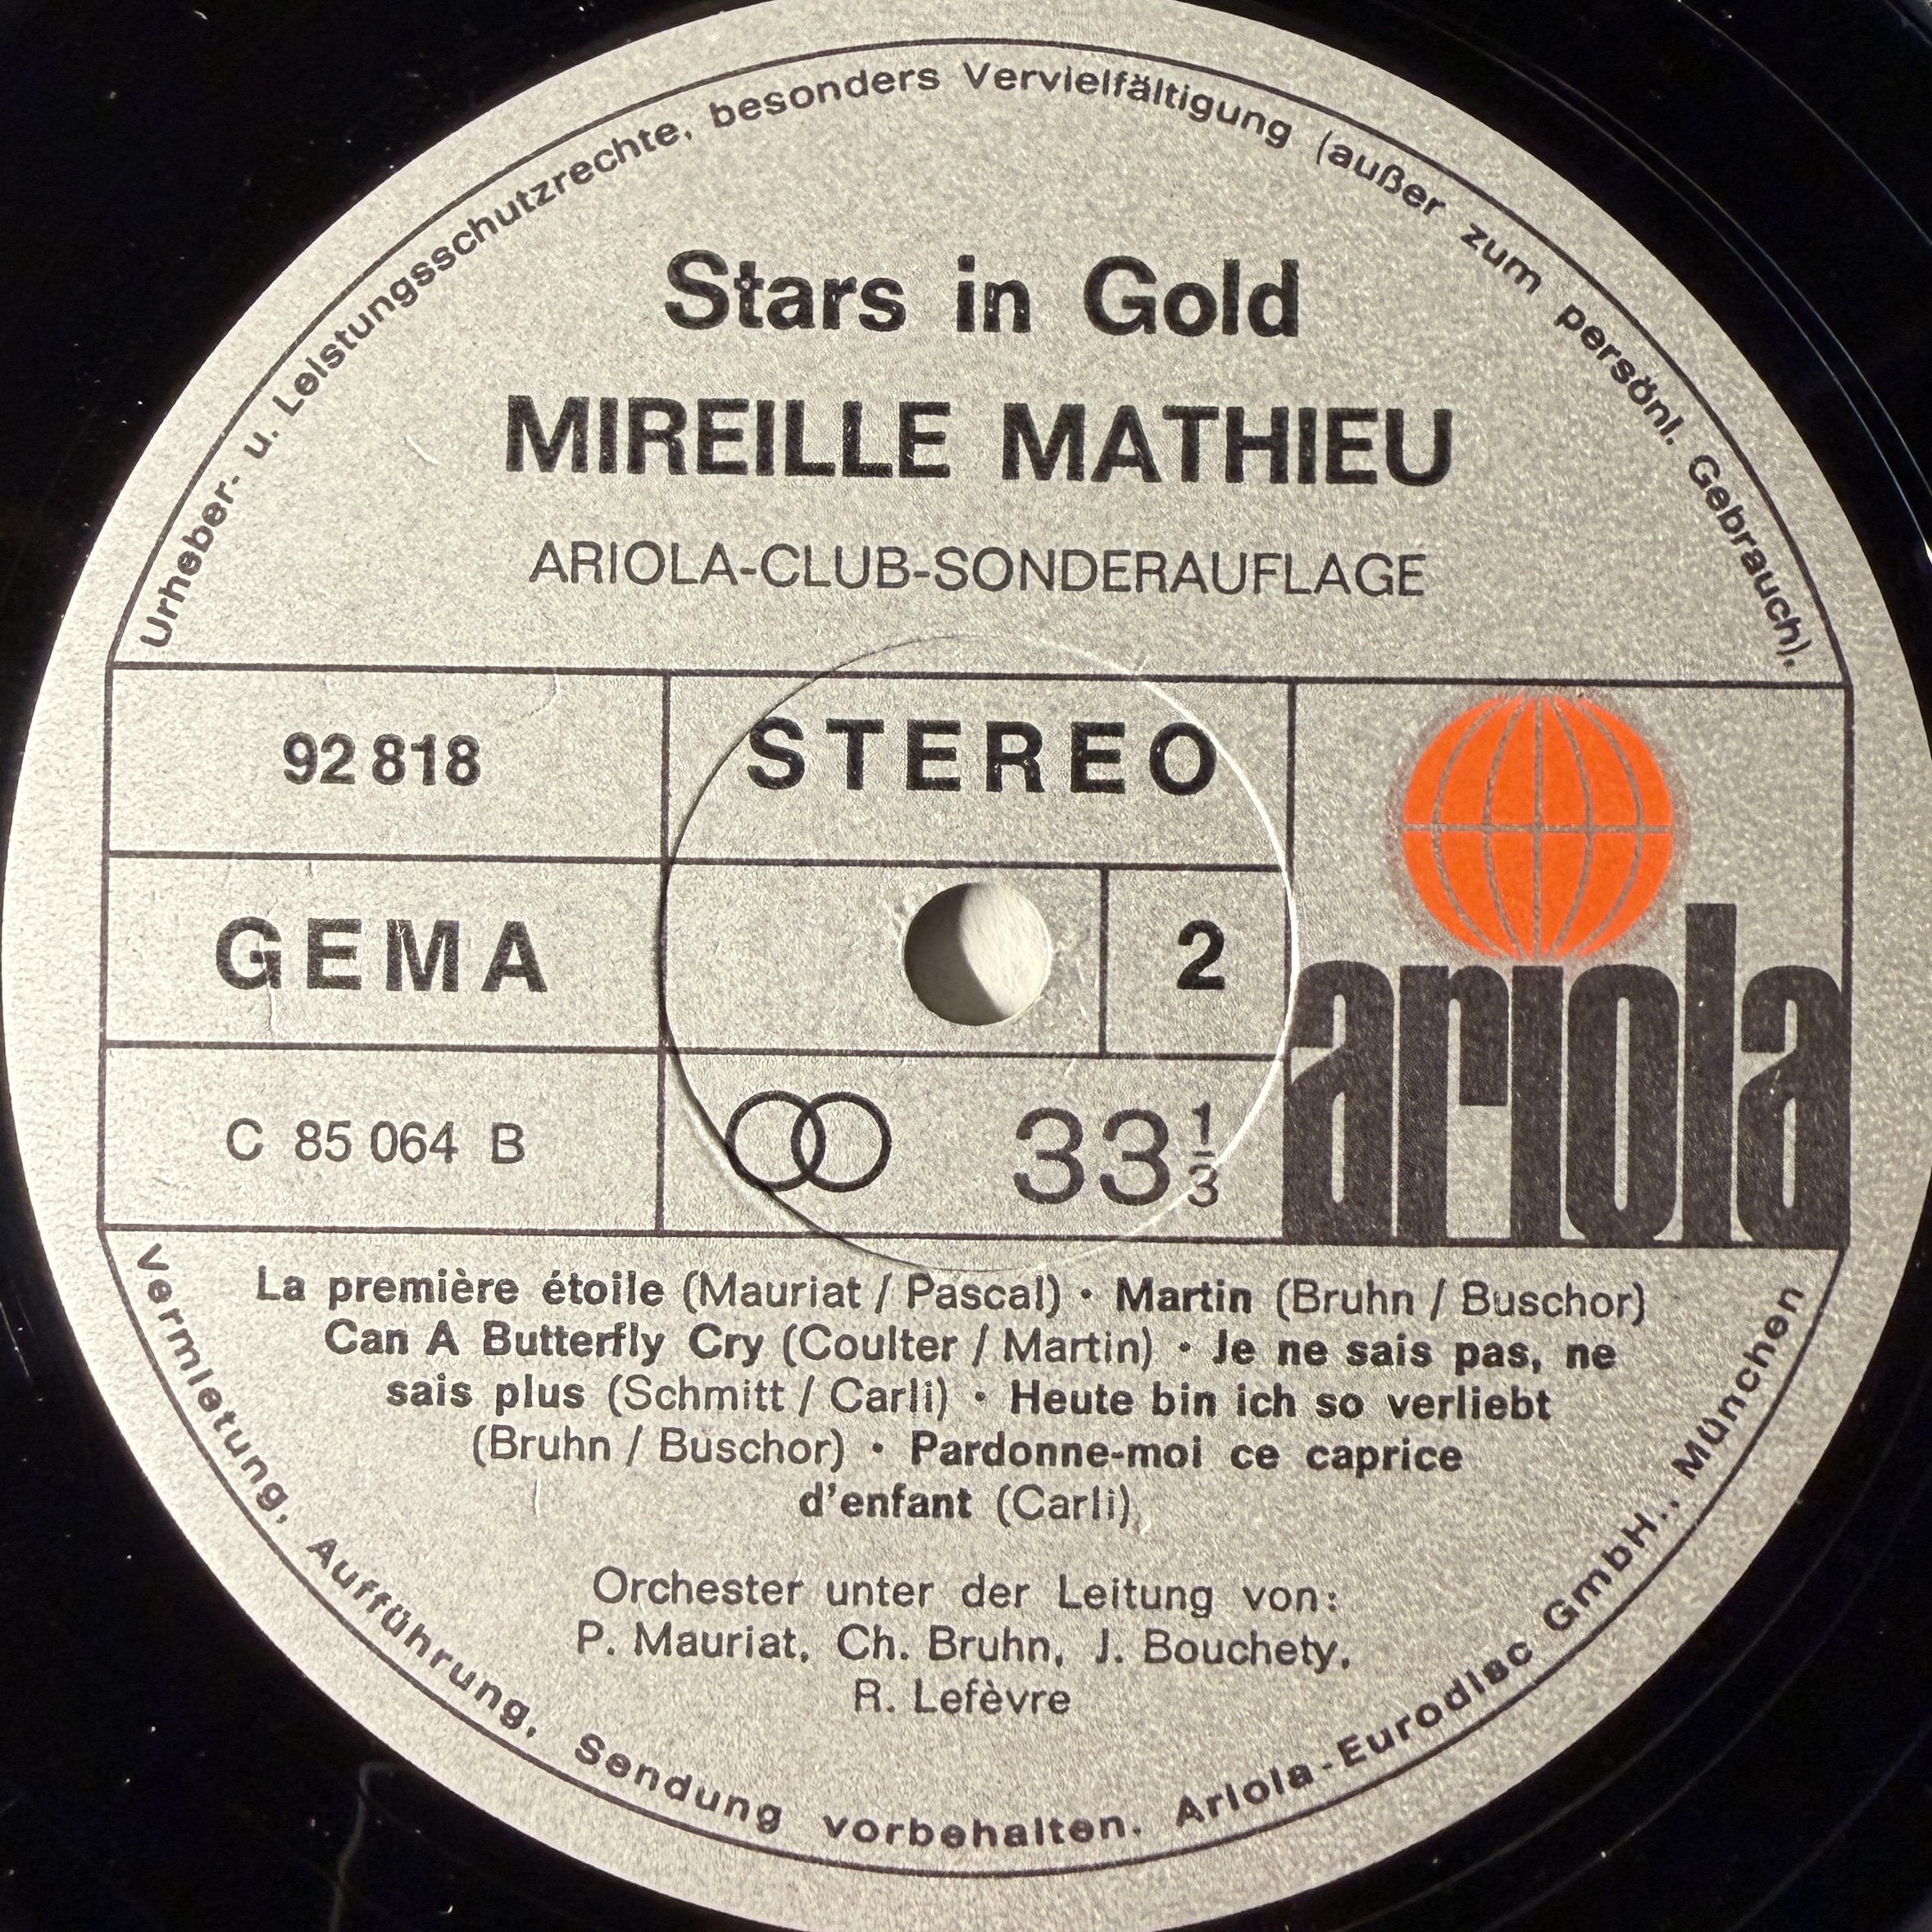 Urheber- u. Leistungsschutzrechte, besonders Vervielfältigung (außer zum persönl. Gebrauch).
Stars in Gold
MIREILLE MATHIEU
ARIOLA-CLUB-SONDERAUFLAGE
92 818
STEREO
GEMA
2
ariola
C 85 064 B
33 1/3
La première étoile (Mauriat / Pascal) • Martin (Bruhn / Buschor)
Can A Butterfly Cry (Coulter / Martin) • Je ne sais pas, ne
sais plus (Schmitt / Carli) • Heute bin ich so verliebt
(Bruhn / Buschor) • Pardonne-moi ce caprice
d'enfant (Carli)
Orchester unter der Leitung von:
P. Mauriat, Ch. Bruhn, J. Bouchety,
R. Lefèvre
Vermietung, Aufführung, Sendung vorbehalten. Ariola-Eurodisc GmbH., München